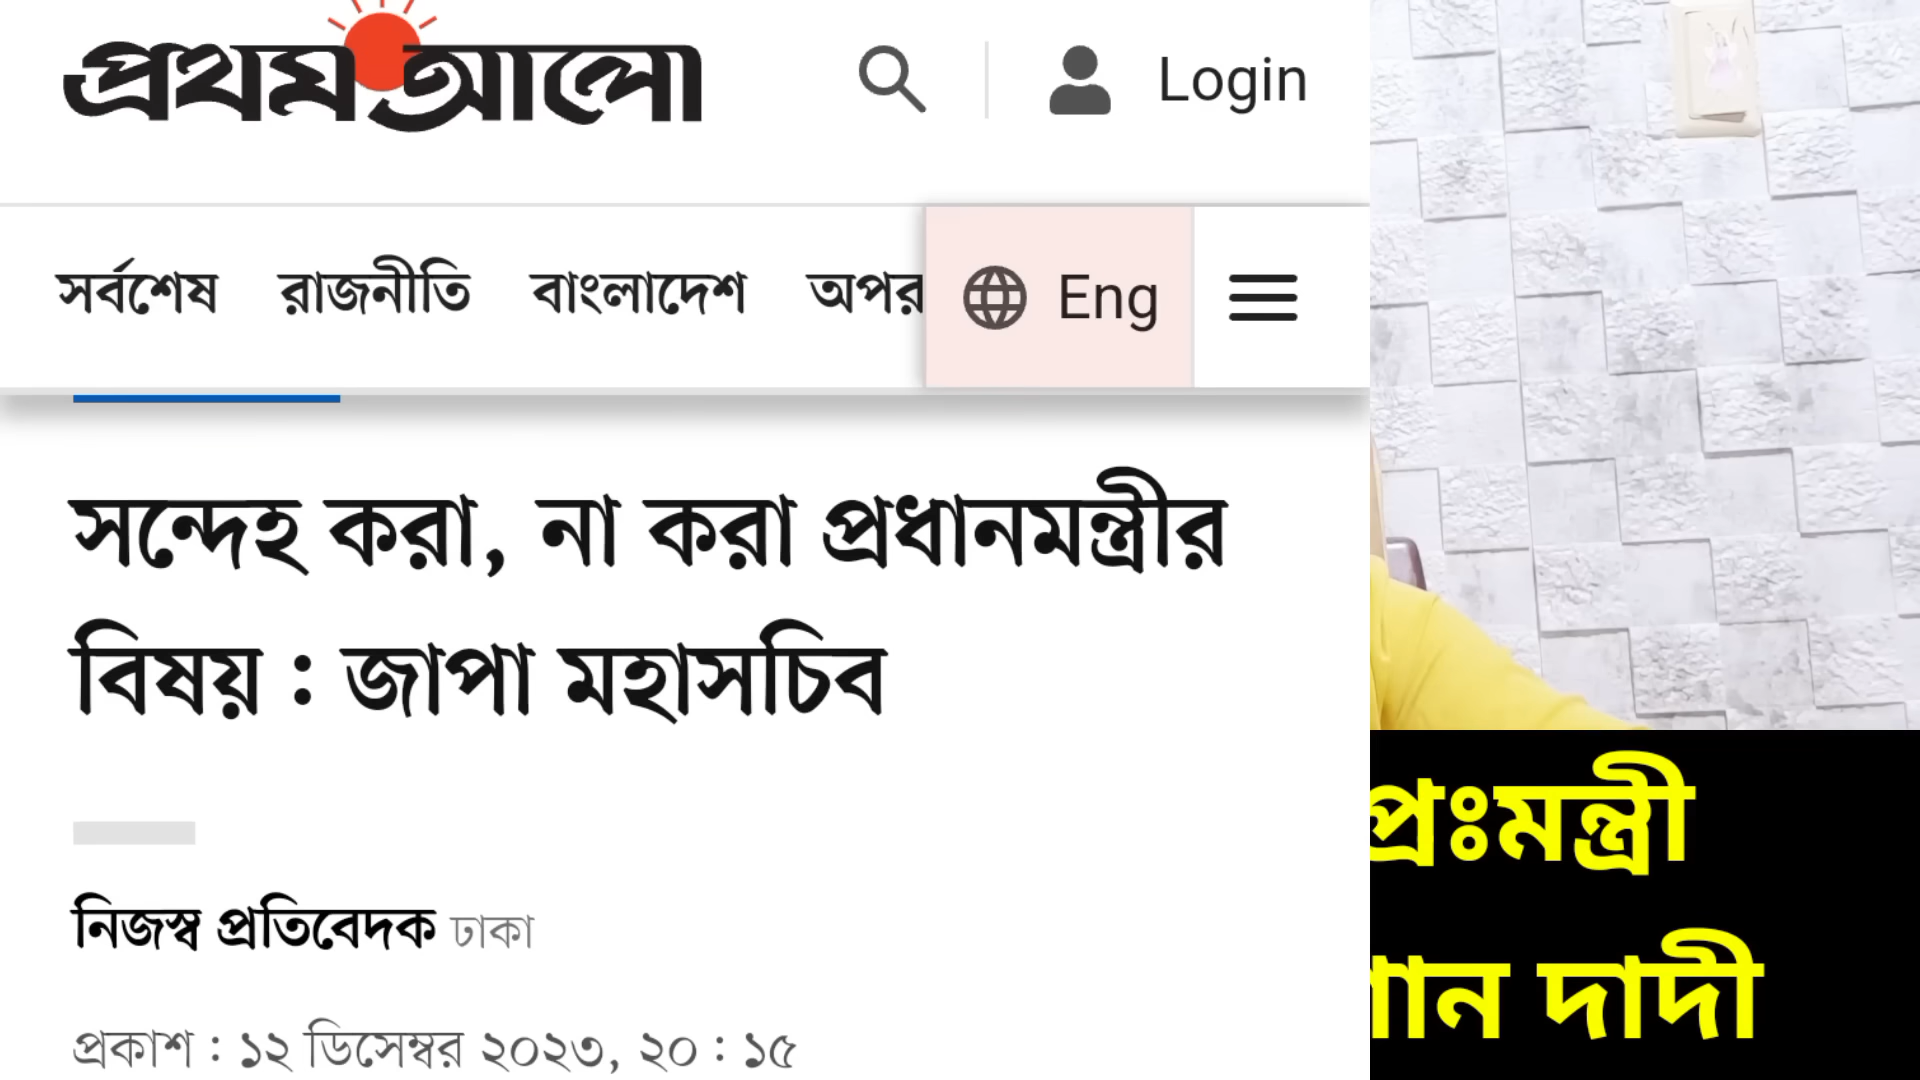 প্রথম আলো
Login
সর্বশেষ রাজনীতি বাংলাদেশ অপর
Eng
সন্দেহ করা, না করা প্রধানমন্ত্রীর
বিষয় : জাপা মহাসচিব
নিজস্ব প্রতিবেদক ঢাকা
প্রকাশ : ১২ ডিসেম্বর ২০২৩, ২০ : ১৫
প্রঃমন্ত্রী
দাদী